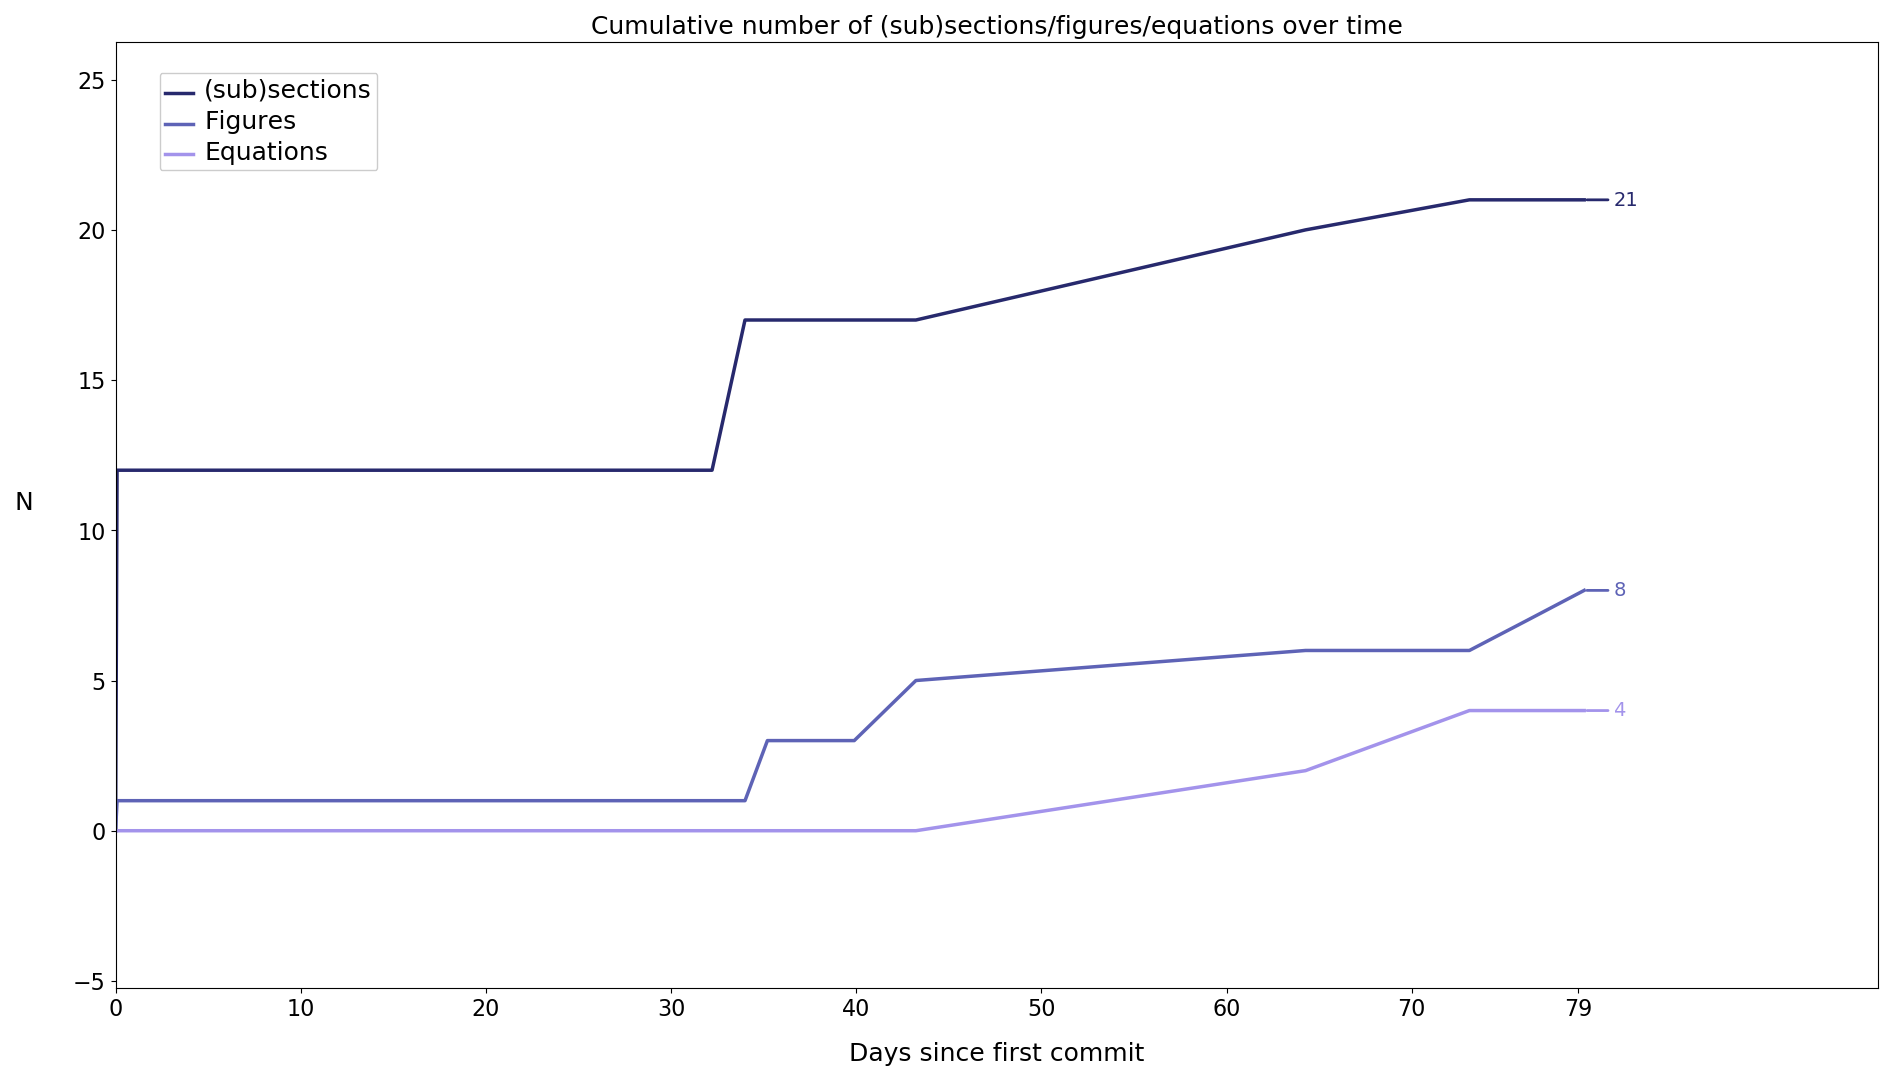 Cumulative number of (sub)sections/figures/equations over time
(sub)sections
Figures
Equations
25
20
15
10
5
0
−5
N
21
8
4
0 10 20 30 40 50 60 70 79
Days since first commit